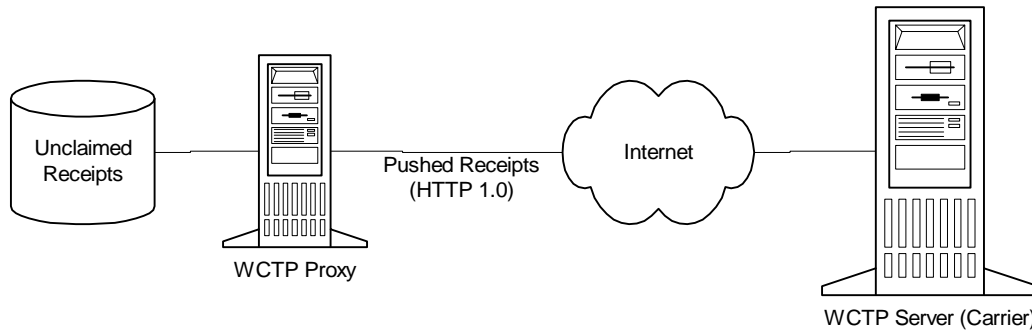 Unclaimed
Receipts
WCTP Proxy
Pushed Receipts
(HTTP 1.0)
Internet
WCTP Server (Carrier)